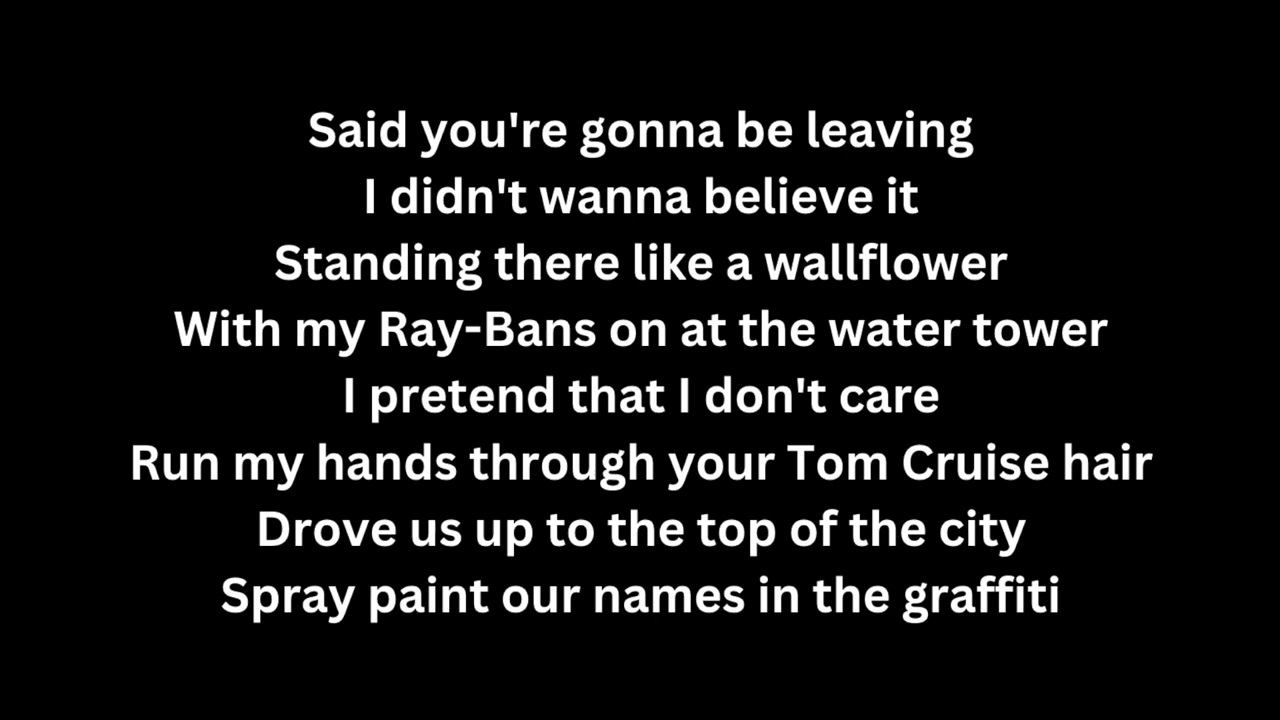 Said you're gonna be leaving
I didn't wanna believe it
Standing there like a wallflower
With my Ray-Bans on at the water tower
I pretend that I don't care
Run my hands through your Tom Cruise hair
Drove us up to the top of the city
Spray paint our names in the graffiti